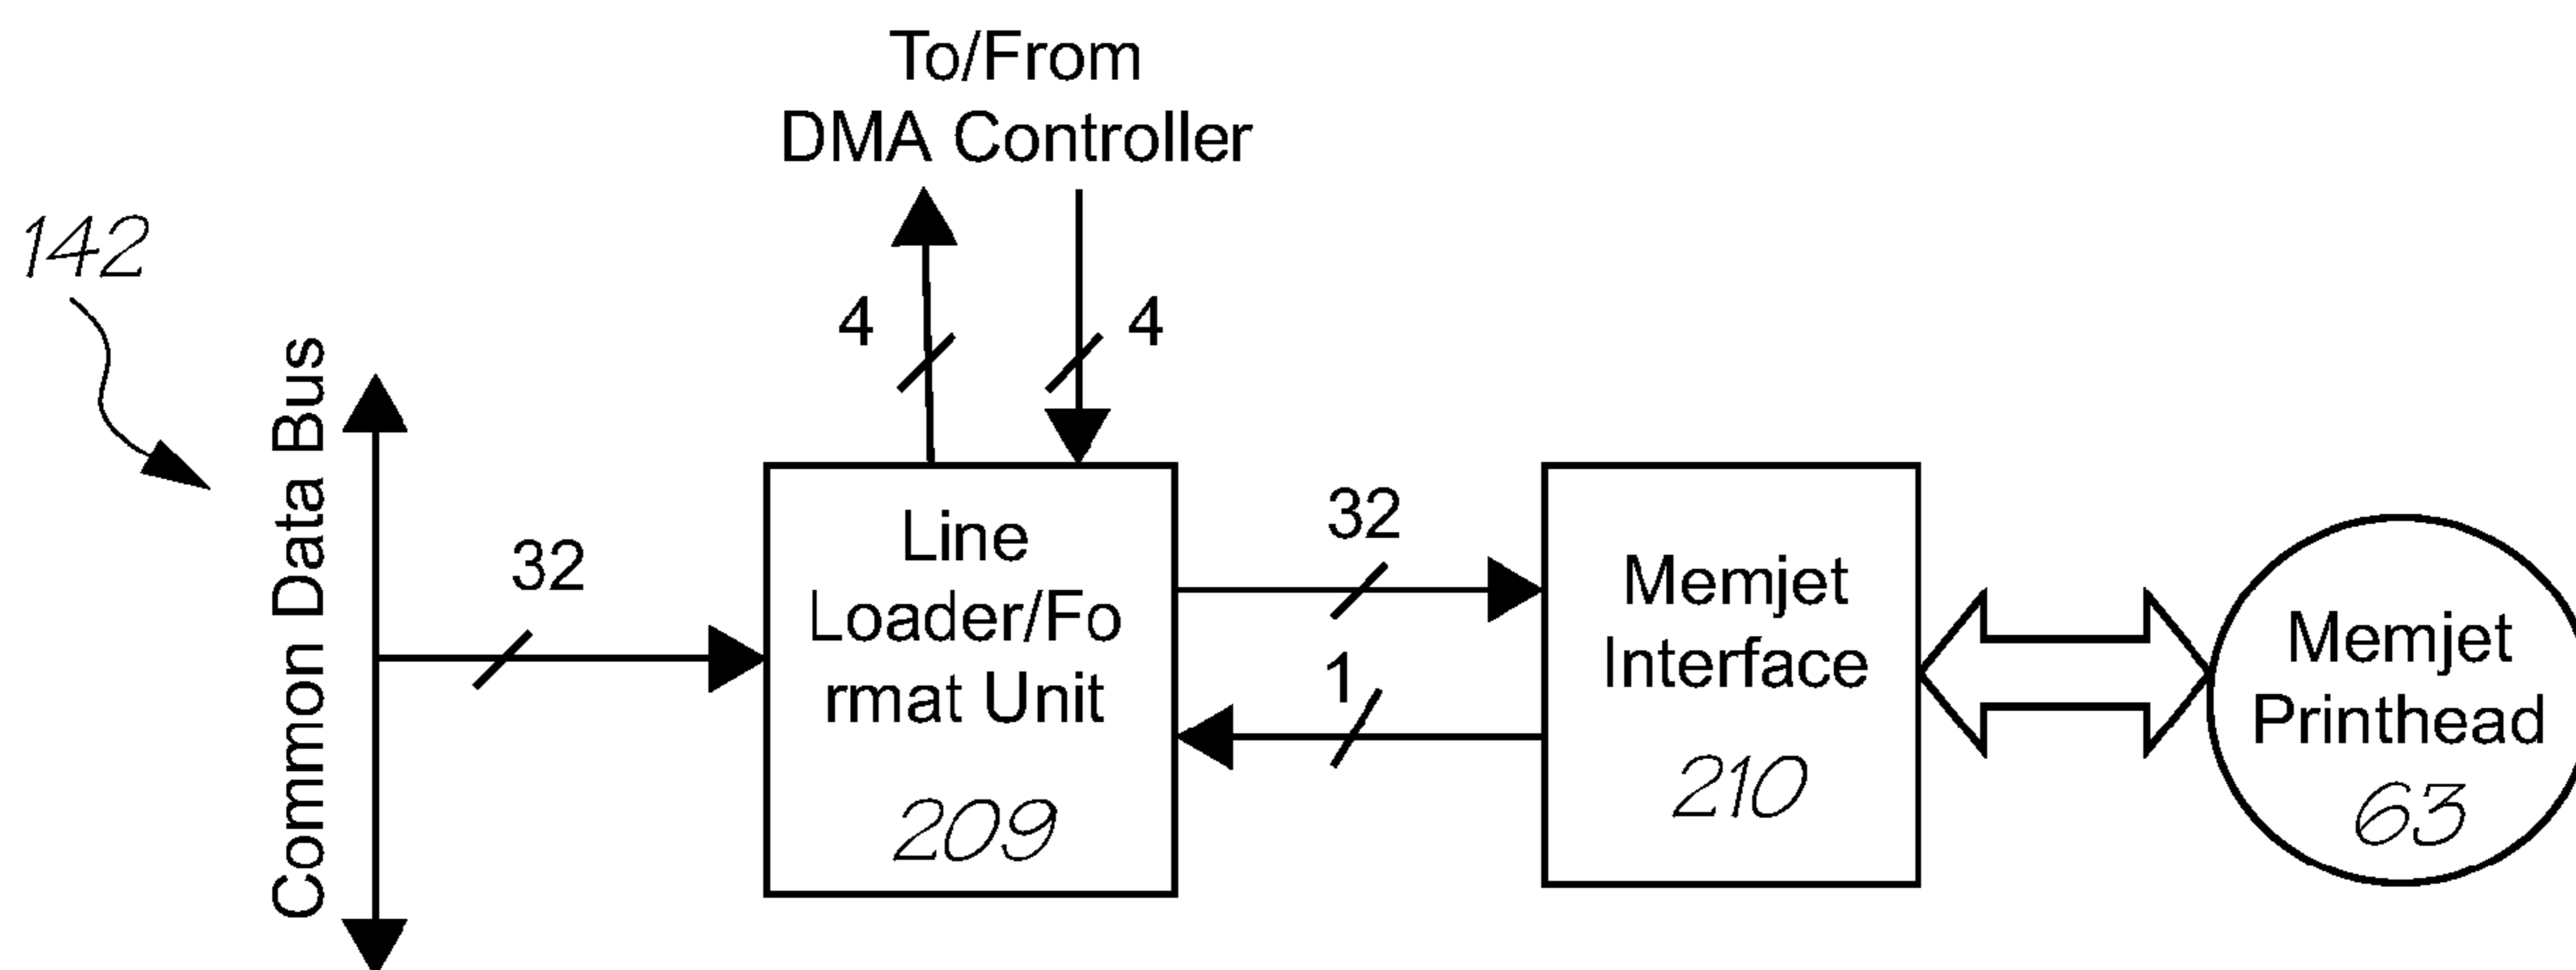 To/From
DMA Controller
142
4
4
Common Data Bus
32
Line
Loader/Fo
rmat Unit
209
32
1
Memjet
Interface
210
Memjet
Printhead
63